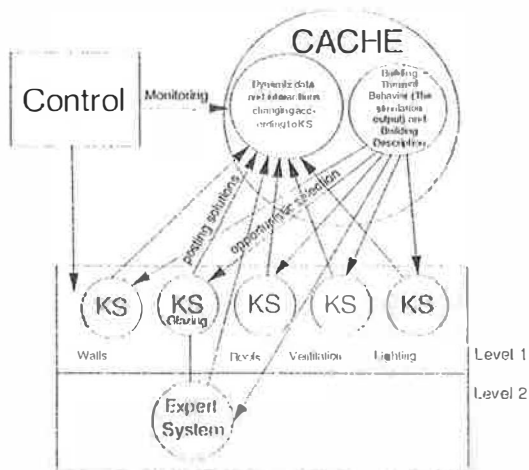 CACHE
Control
Monitoring
Dynamic data
and interactions
changing acc-
ording to KS
Building
Thermal
Behavior (The
simulation
output) and
Building
Description
posting solutions
opportunistic selection
KS
KS
Glazing
KS
KS
KS
Walls
Roofs
Ventilation
Lighting
Level 1
Level 2
Expert
System